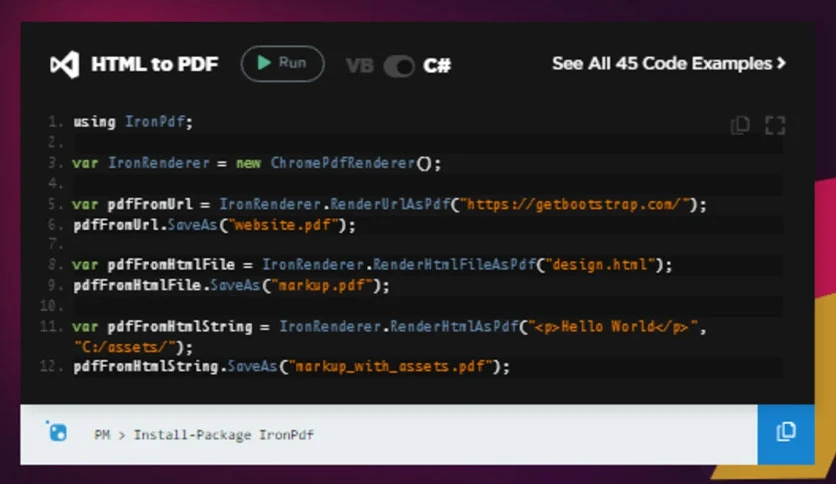 HTML to PDF Run VB C# See All 45 Code Examples >
1. using IronPdf;
2.
3. var IronRenderer = new ChromePdfRenderer();
4.
5. var pdfFromUrl = IronRenderer.RenderUrlAsPdf("https://getbootstrap.com/");
6. pdfFromUrl.SaveAs("website.pdf");
7.
8. var pdfFromHtmlFile = IronRenderer.RenderHtmlFileAsPdf("design.html");
9. pdfFromHtmlFile.SaveAs("markup.pdf");
10.
11. var pdfFromHtmlString = IronRenderer.RenderHtmlAsPdf("<p>Hello World</p>",
"C:/assets/");
12. pdfFromHtmlString.SaveAs("markup_with_assets.pdf");
PM > Install-Package IronPdf